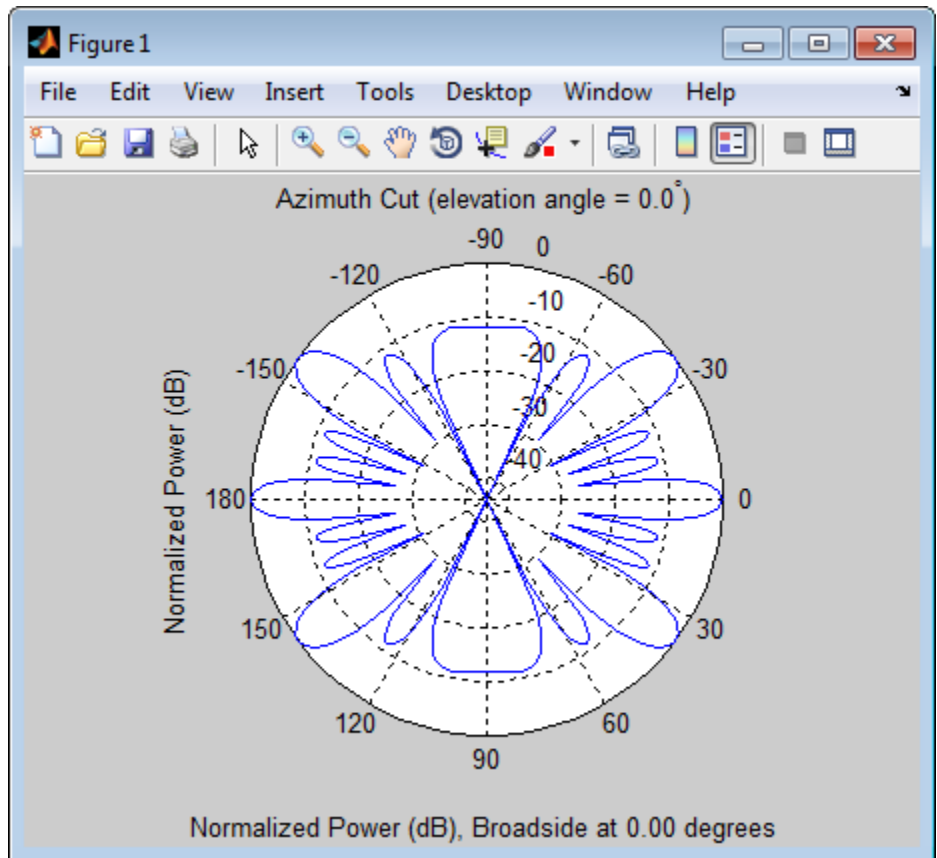 Figure 1
File Edit View Insert Tools Desktop Window Help
Azimuth Cut (elevation angle = 0.0°)
-90 0
-120 -60
-10
-20
-150 -30
-30
-40
180 0
150 30
120 60
90
Normalized Power (dB)
Normalized Power (dB), Broadside at 0.00 degrees